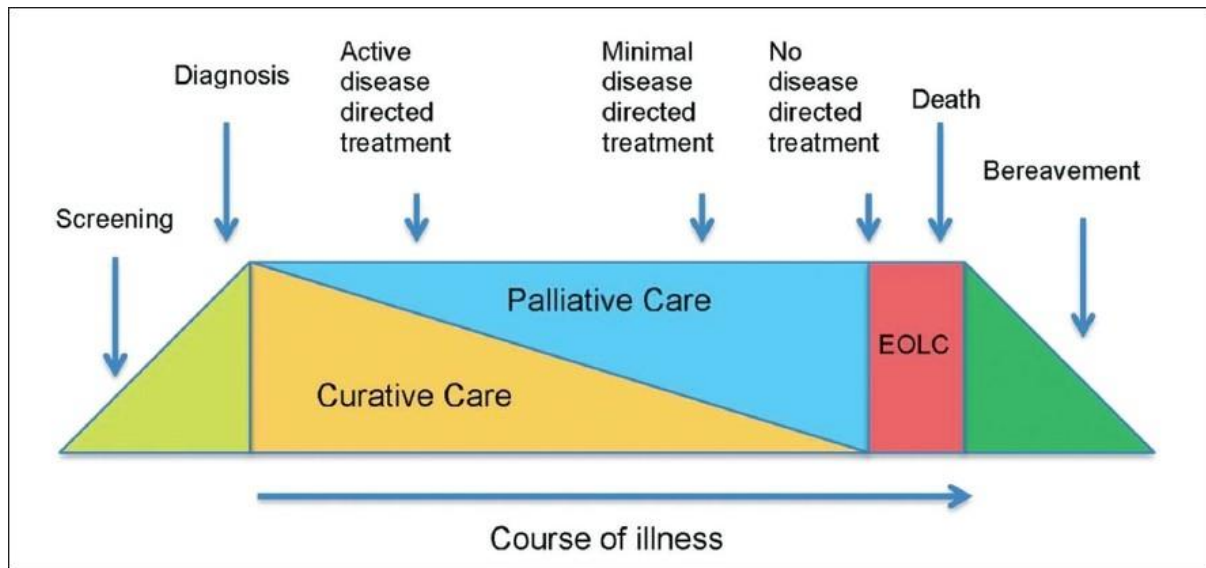 Screening
Diagnosis
Active
disease
directed
treatment
Minimal
disease
directed
treatment
No
disease
directed
treatment
Death
Bereavement
Palliative Care
Curative Care
EOLC
Course of illness